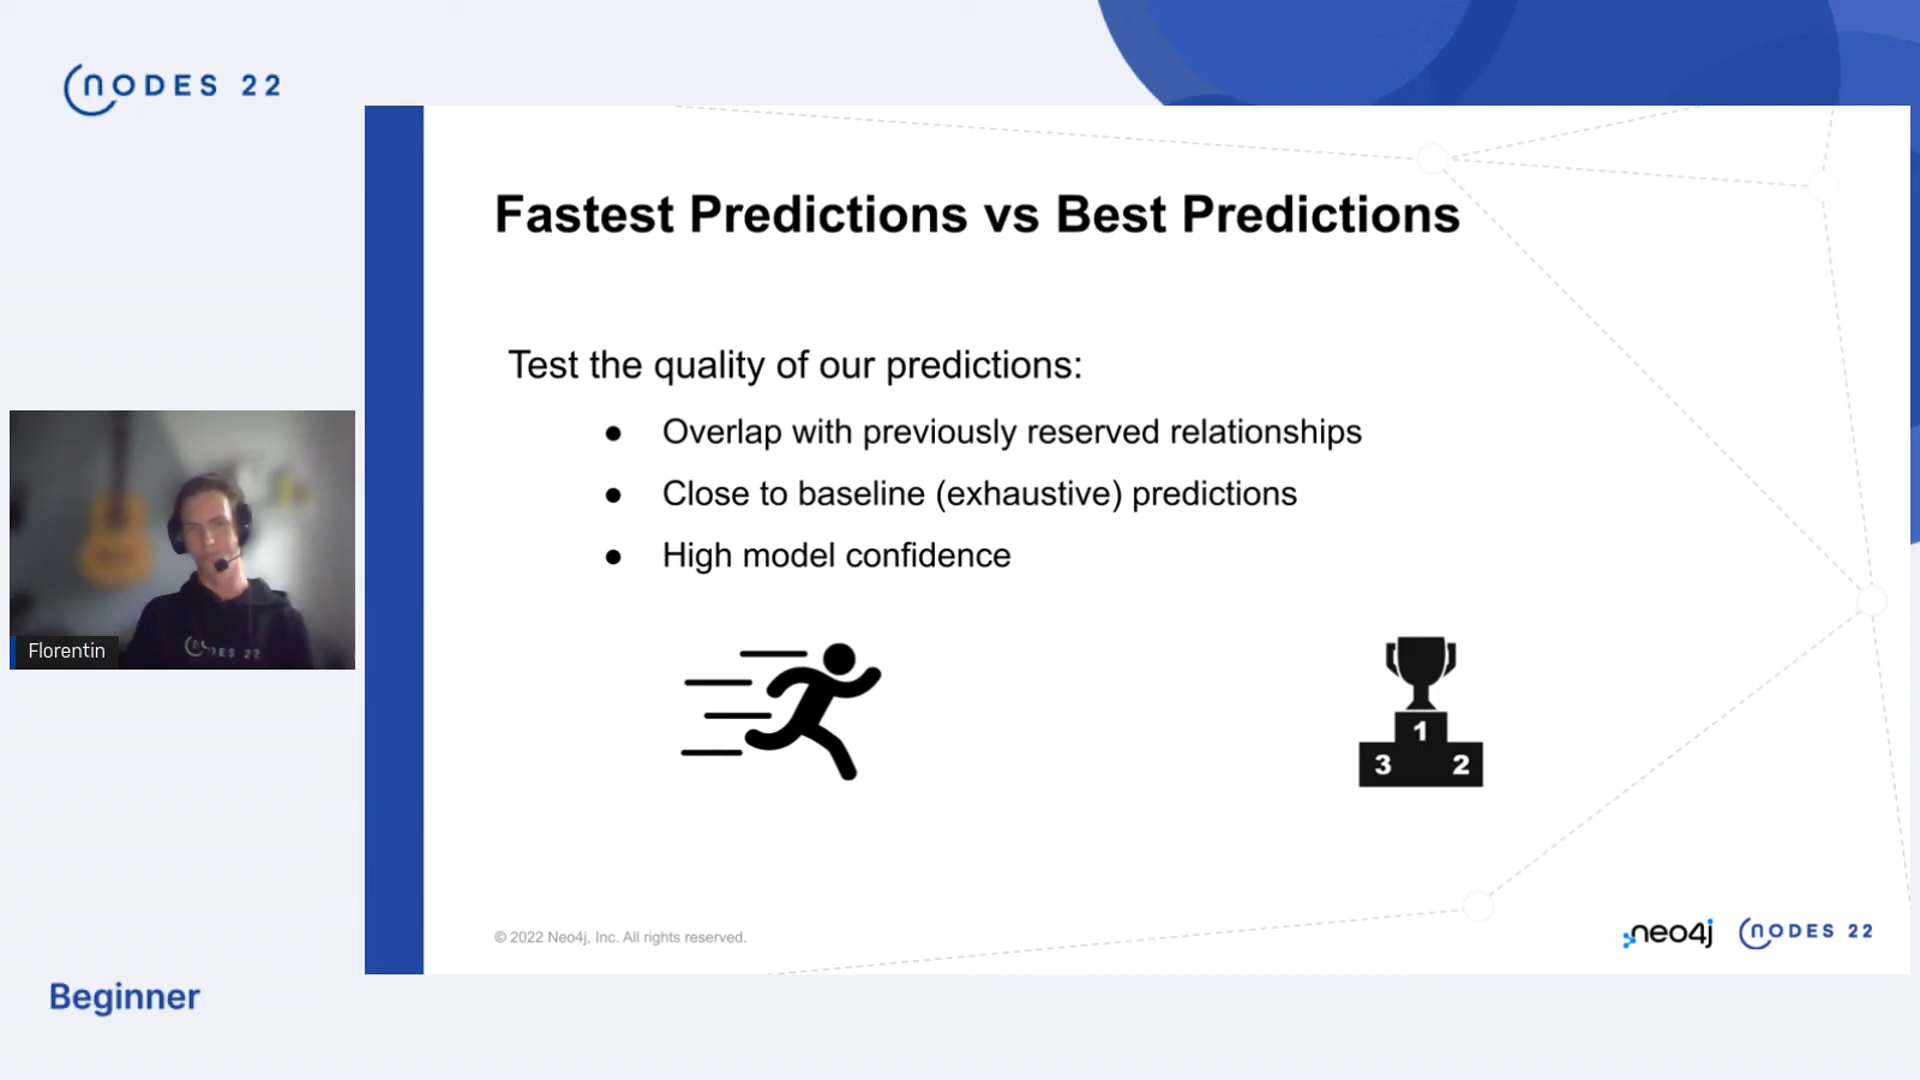 NODES 22
Fastest Predictions vs Best Predictions
Test the quality of our predictions:
● Overlap with previously reserved relationships
● Close to baseline (exhaustive) predictions
● High model confidence
Florentin
NODES 22
1
3 2
© 2022 Neo4j, Inc. All rights reserved.
neo4j NODES 22
Beginner